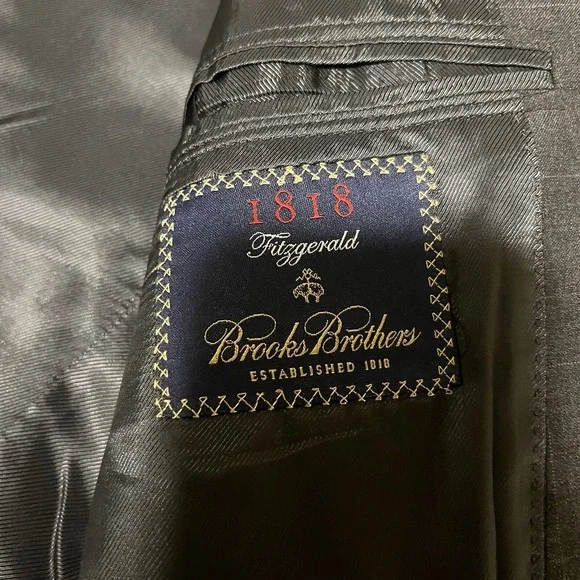 1818
Fitzgerald
Brooks Brothers
ESTABLISHED 1818